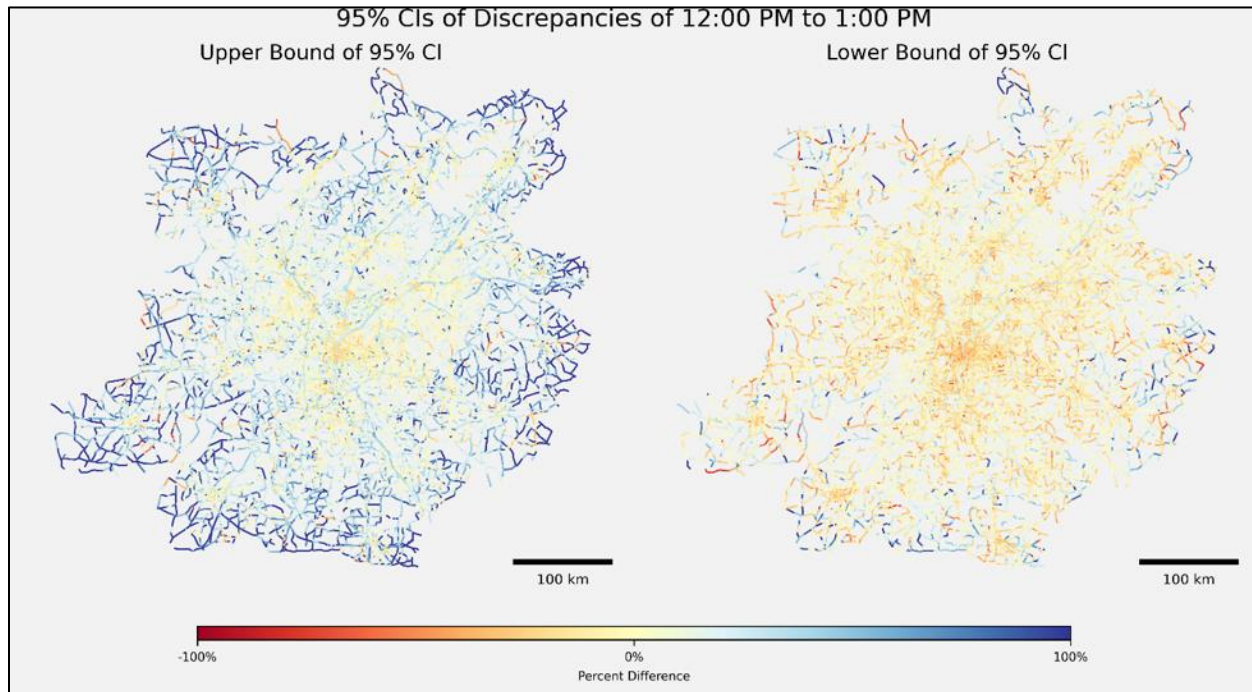 95% CIs of Discrepancies of 12:00 PM to 1:00 PM
Upper Bound of 95% CI
Lower Bound of 95% CI
100 km
100 km
-100%
0%
100%
Percent Difference